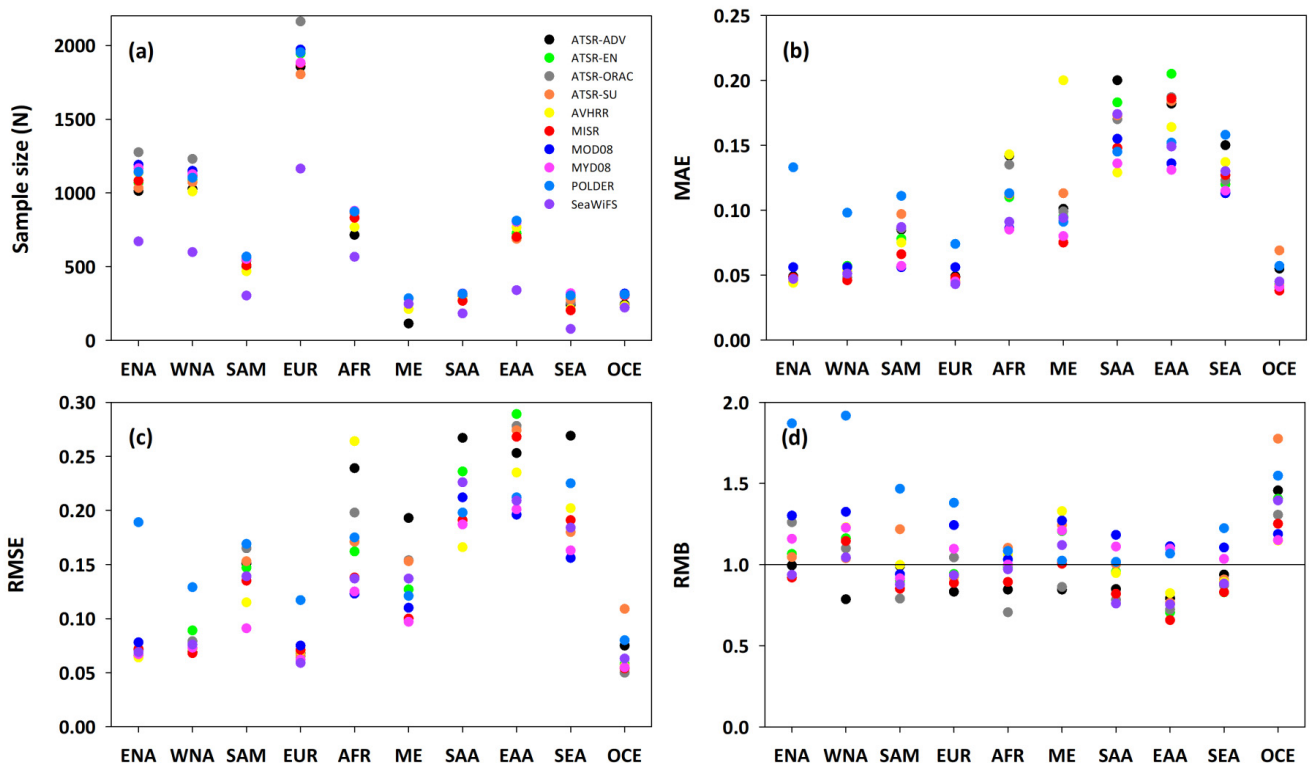 (a)
Sample size (N)
2000
1500
1000
500
0
ATSR-ADV
ATSR-EN
ATSR-ORAC
ATSR-SU
AVHRR
MISR
MOD08
MYD08
POLDER
SeaWiFS
ENA WNA SAM EUR AFR ME SAA EAA SEA OCE
(b)
MAE
0.25
0.20
0.15
0.10
0.05
0.00
ENA WNA SAM EUR AFR ME SAA EAA SEA OCE
(c)
RMSE
0.30
0.25
0.20
0.15
0.10
0.05
0.00
ENA WNA SAM EUR AFR ME SAA EAA SEA OCE
(d)
RMB
2.0
1.5
1.0
0.5
0.0
ENA WNA SAM EUR AFR ME SAA EAA SEA OCE